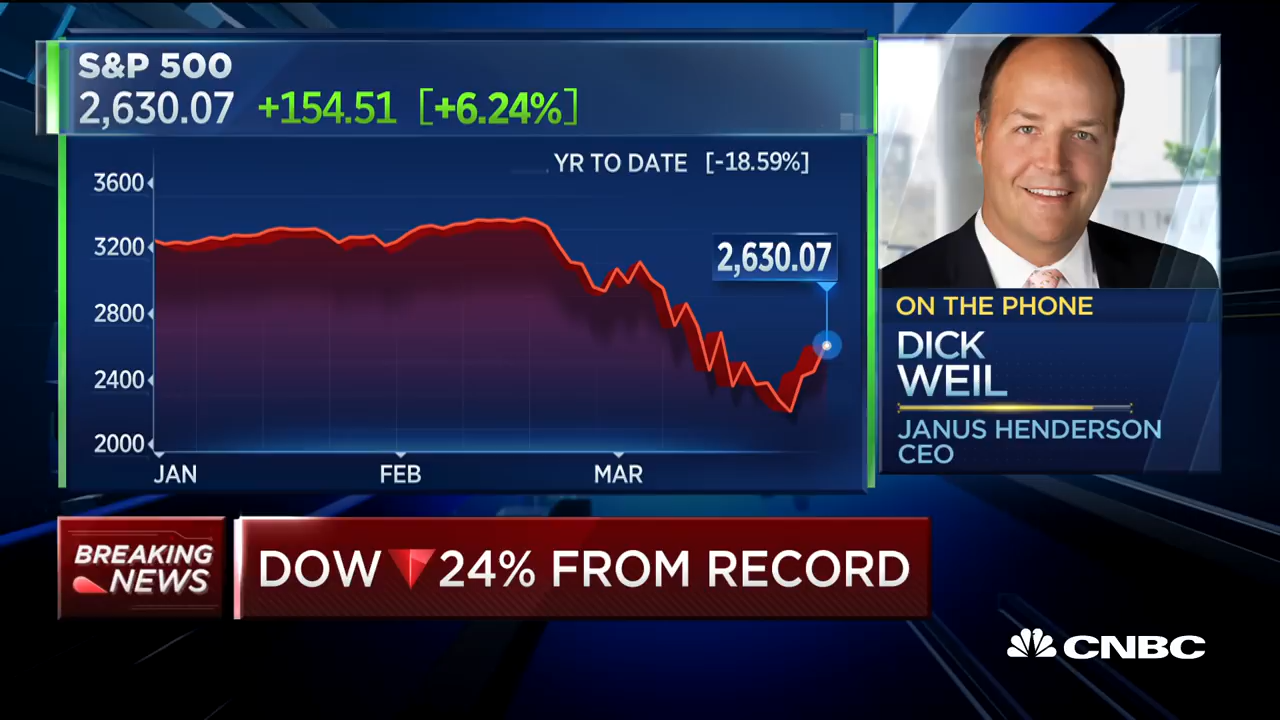 S&P 500
2,630.07 +154.51 [+6.24%]
YR TO DATE [-18.59%]
3600
3200
2800
2400
2000
2,630.07
JAN FEB MAR
ON THE PHONE
DICK
WEIL
JANUS HENDERSON
CEO
BREAKING
NEWS
DOW 24% FROM RECORD
CNBC